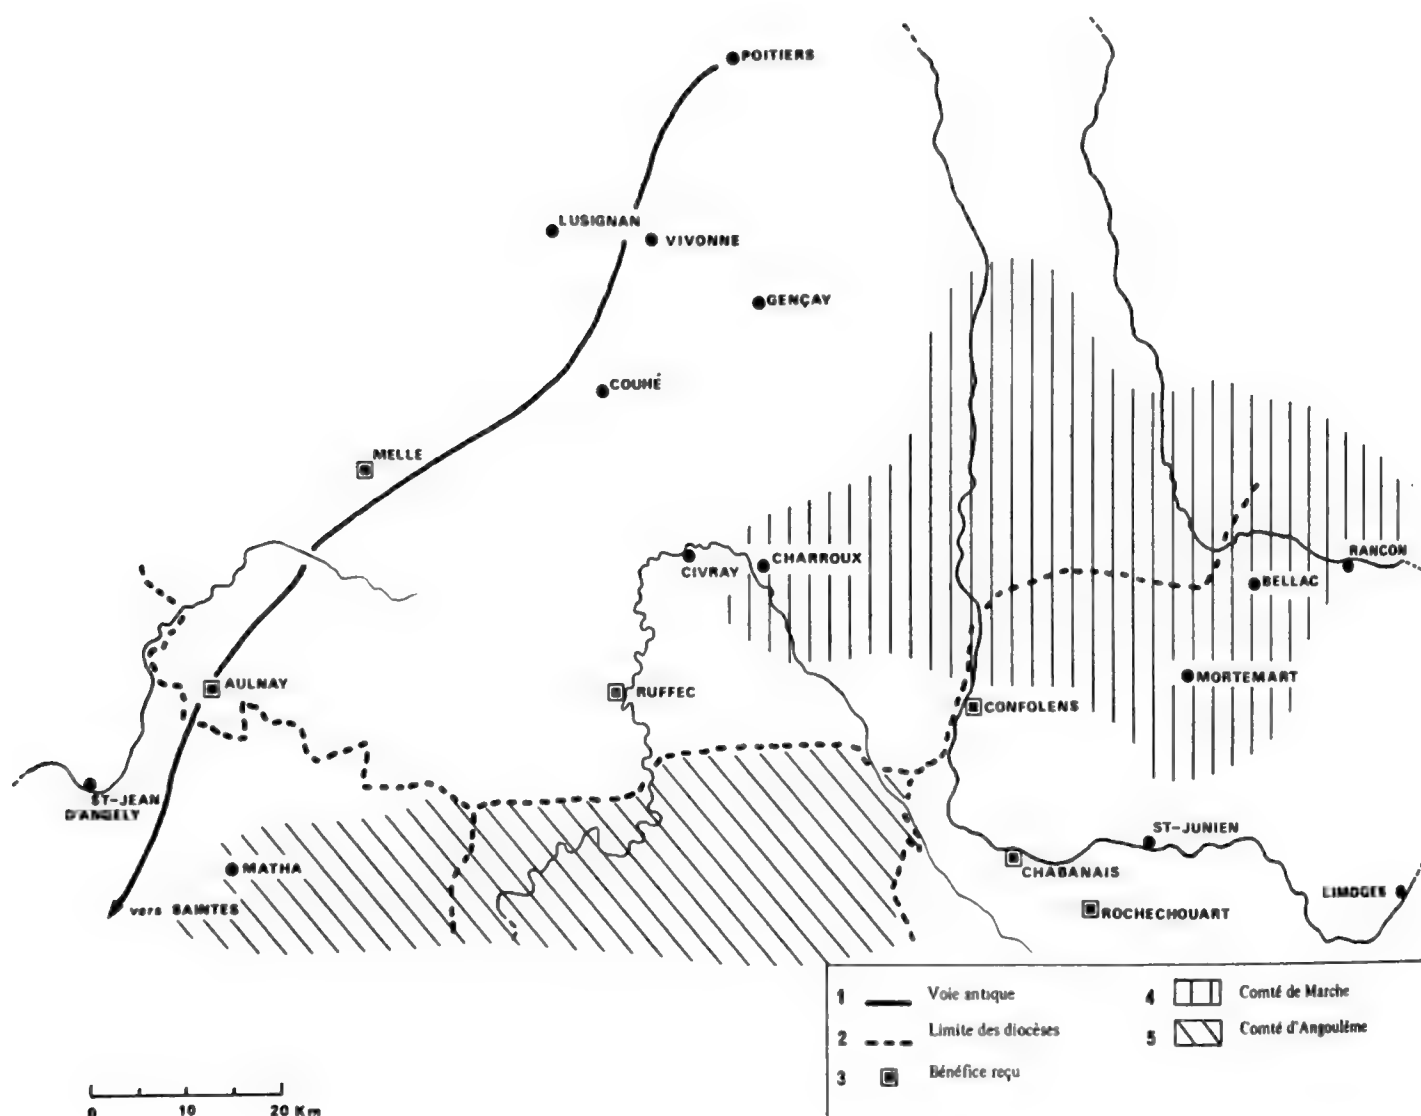 POITIERS
LUSIGNAN
VIVONNE
GENÇAY
COUHÉ
MELLE
CIVRAY
CHARROUX
RANCON
BELLAC
AULNAY
RUFFEC
MORTEMART
CONFOLENS
ST-JEAN
D'ANGELY
MATHA
ST-JUNIEN
CHABANAIS
LIMOGES
vers SAINTES
ROCHECHOUART
1 Voie antique
2 Limite des diocèses
3 Bénéfice reçu
4 Comté de Marche
5 Comté d'Angoulême
0 10 20 Km